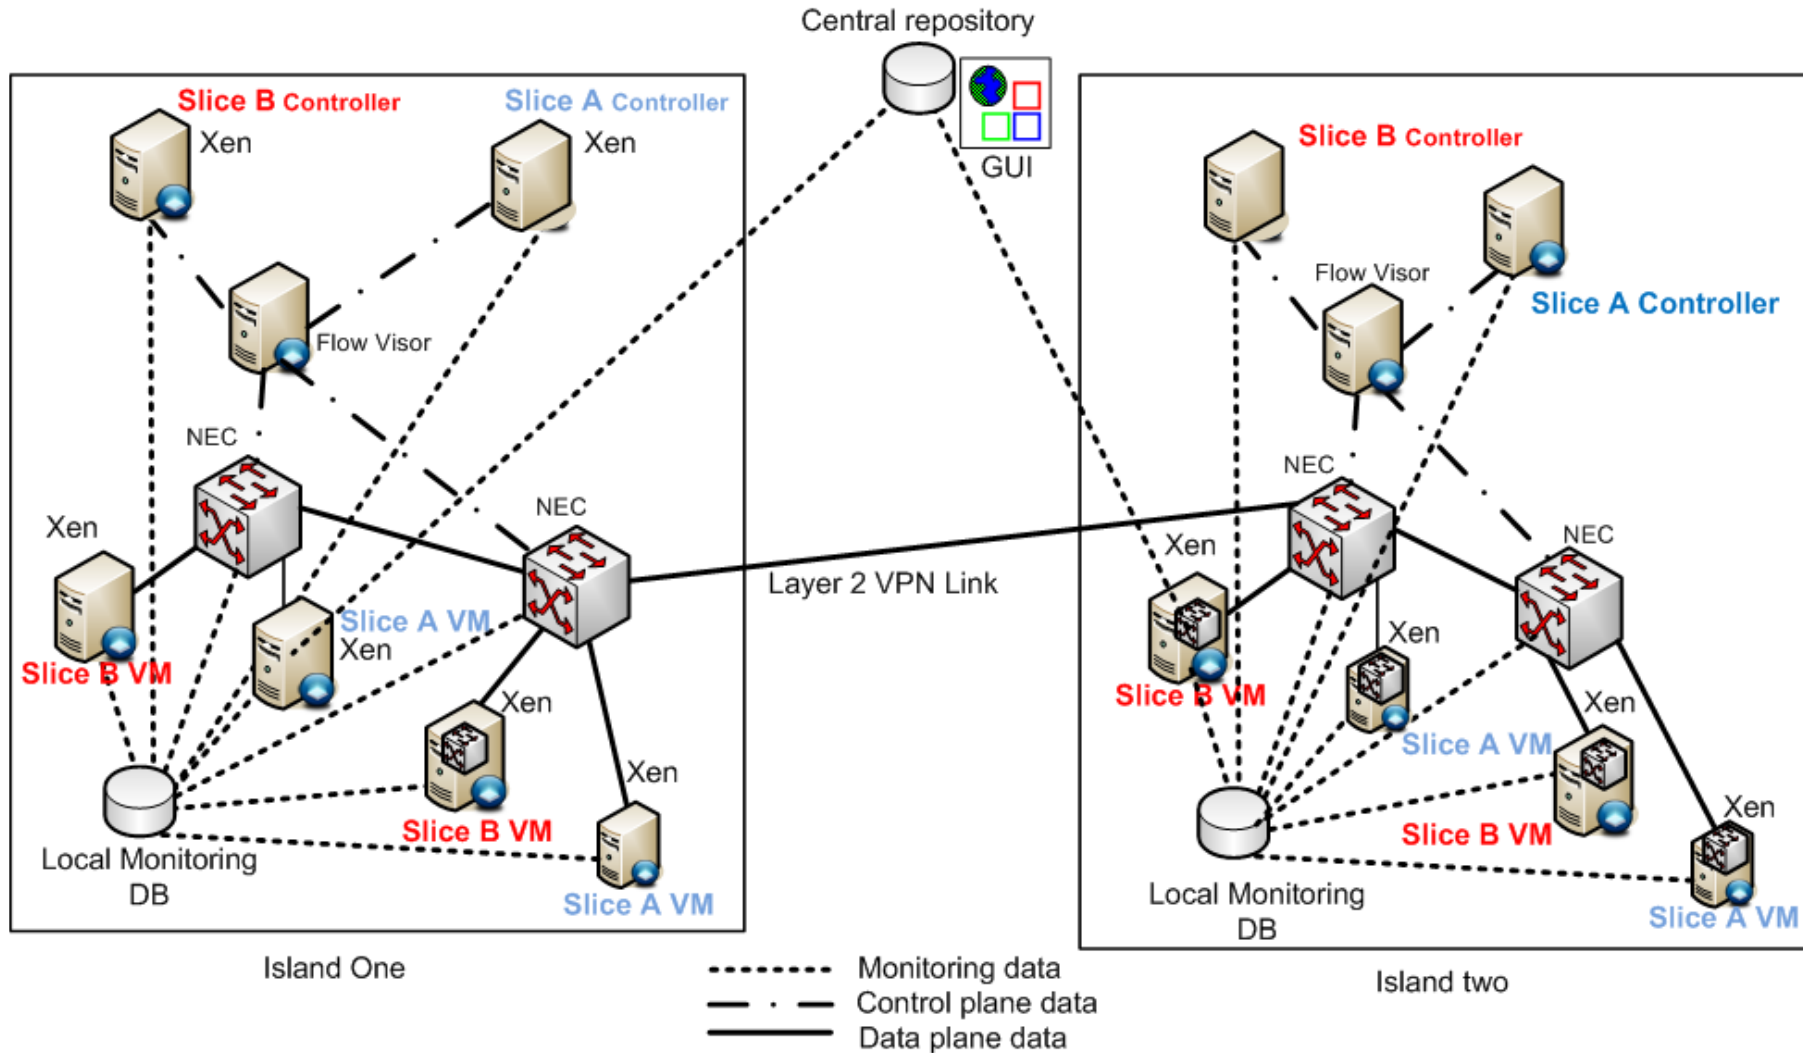 Central repository
GUI
Slice B Controller
Xen
Slice A Controller
Xen
Flow Visor
NEC
NEC
Xen
Slice B VM
Slice A VM
Xen
Xen
Slice B VM
Xen
Slice A VM
Local Monitoring
DB
Island One
Layer 2 VPN Link
Slice B Controller
Slice A Controller
Flow Visor
NEC
NEC
Xen
Slice B VM
Xen
Slice A VM
Xen
Slice B VM
Xen
Slice A VM
Local Monitoring
DB
Island two
Monitoring data
Control plane data
Data plane data